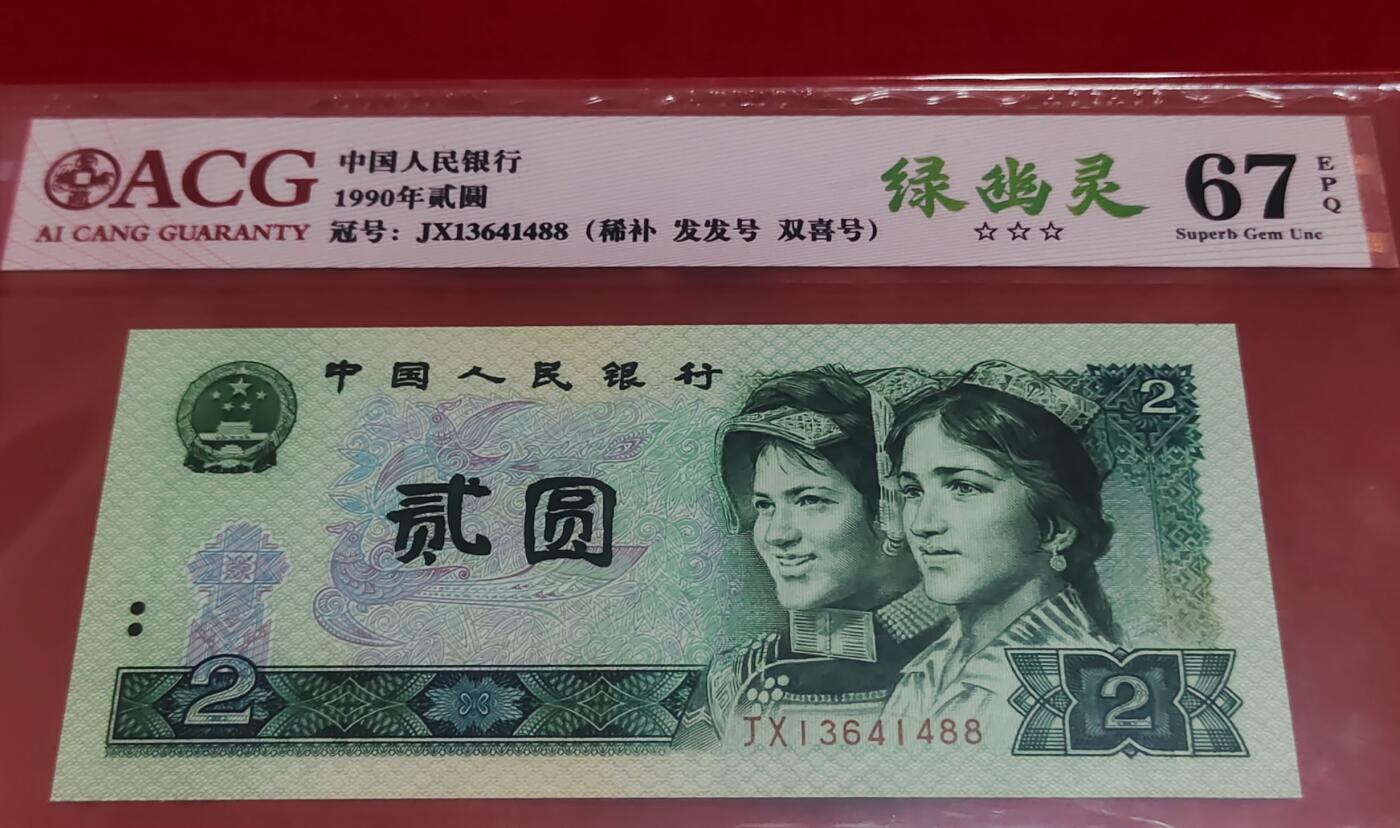 ACG
AI CANG GUARANTY
中国人民银行
1990年贰圆
冠号：JX13641488（稀补 发发号 双喜号）
绿幽灵
☆☆☆
67
EPQ
Superb Gem Unc
中国人民银行
2
贰圆
2
JX13641488
2